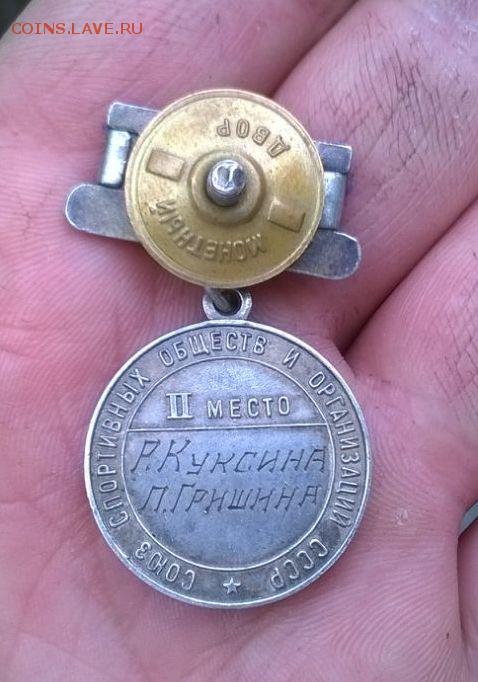 COINS.LAVE.RU
МОНЕТНЫЙ
ДВОР
СОЮЗ СПОРТИВНЫХ ОБЩЕСТВ И ОРГАНИЗАЦИЙ СССР
II МЕСТО
Р.КУКСИНА
П.ГРИШИНА